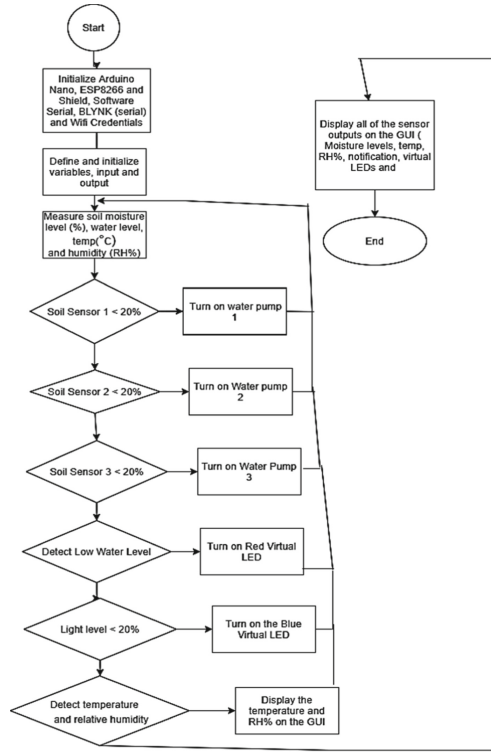 Start
Initialize Arduino
Nano, ESP8266 and
Shield, Software
Serial, BLYNK (serial)
and Wifi Credentials
Define and initialize
variables, input and
output
Measure soil moisture
level (%), water level,
temp(°C)
and humidity (RH%)
Soil Sensor 1 < 20%
Turn on water pump
1
Soil Sensor 2 < 20%
Turn on Water pump
2
Soil Sensor 3 < 20%
Turn on Water Pump
3
Detect Low Water Level
Turn on Red Virtual
LED
Light level < 20%
Turn on the Blue
Virtual LED
Detect temperature
and relative humidity
Display the
temperature and
RH% on the GUI
Display all of the sensor
outputs on the GUI (
Moisture levels, temp,
RH%, notification, virtual
LEDs and
End